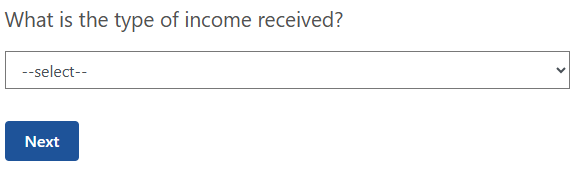 What is the type of income received?
--select--
Next